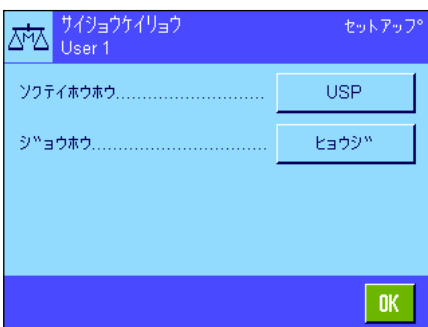 サイショウケイリョウ セットアップ
User 1
ソクテイホウホウ........................... USP
ジョウホウ................................ ヒョウジ
OK